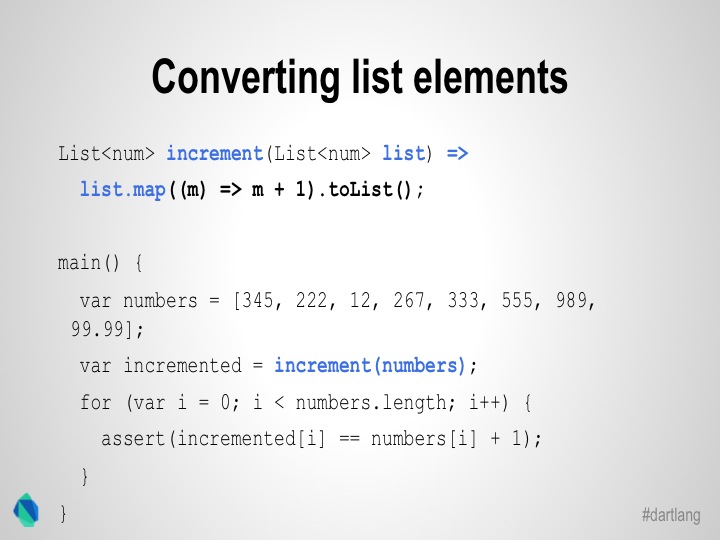 Converting list elements
List<num> increment(List<num> list) =>
list.map((m) => m + 1).toList();
main() {
var numbers = [345, 222, 12, 267, 333, 555, 989,
99.99];
var incremented = increment(numbers);
for (var i = 0; i < numbers.length; i++) {
assert(incremented[i] == numbers[i] + 1);
}
}
#dartlang